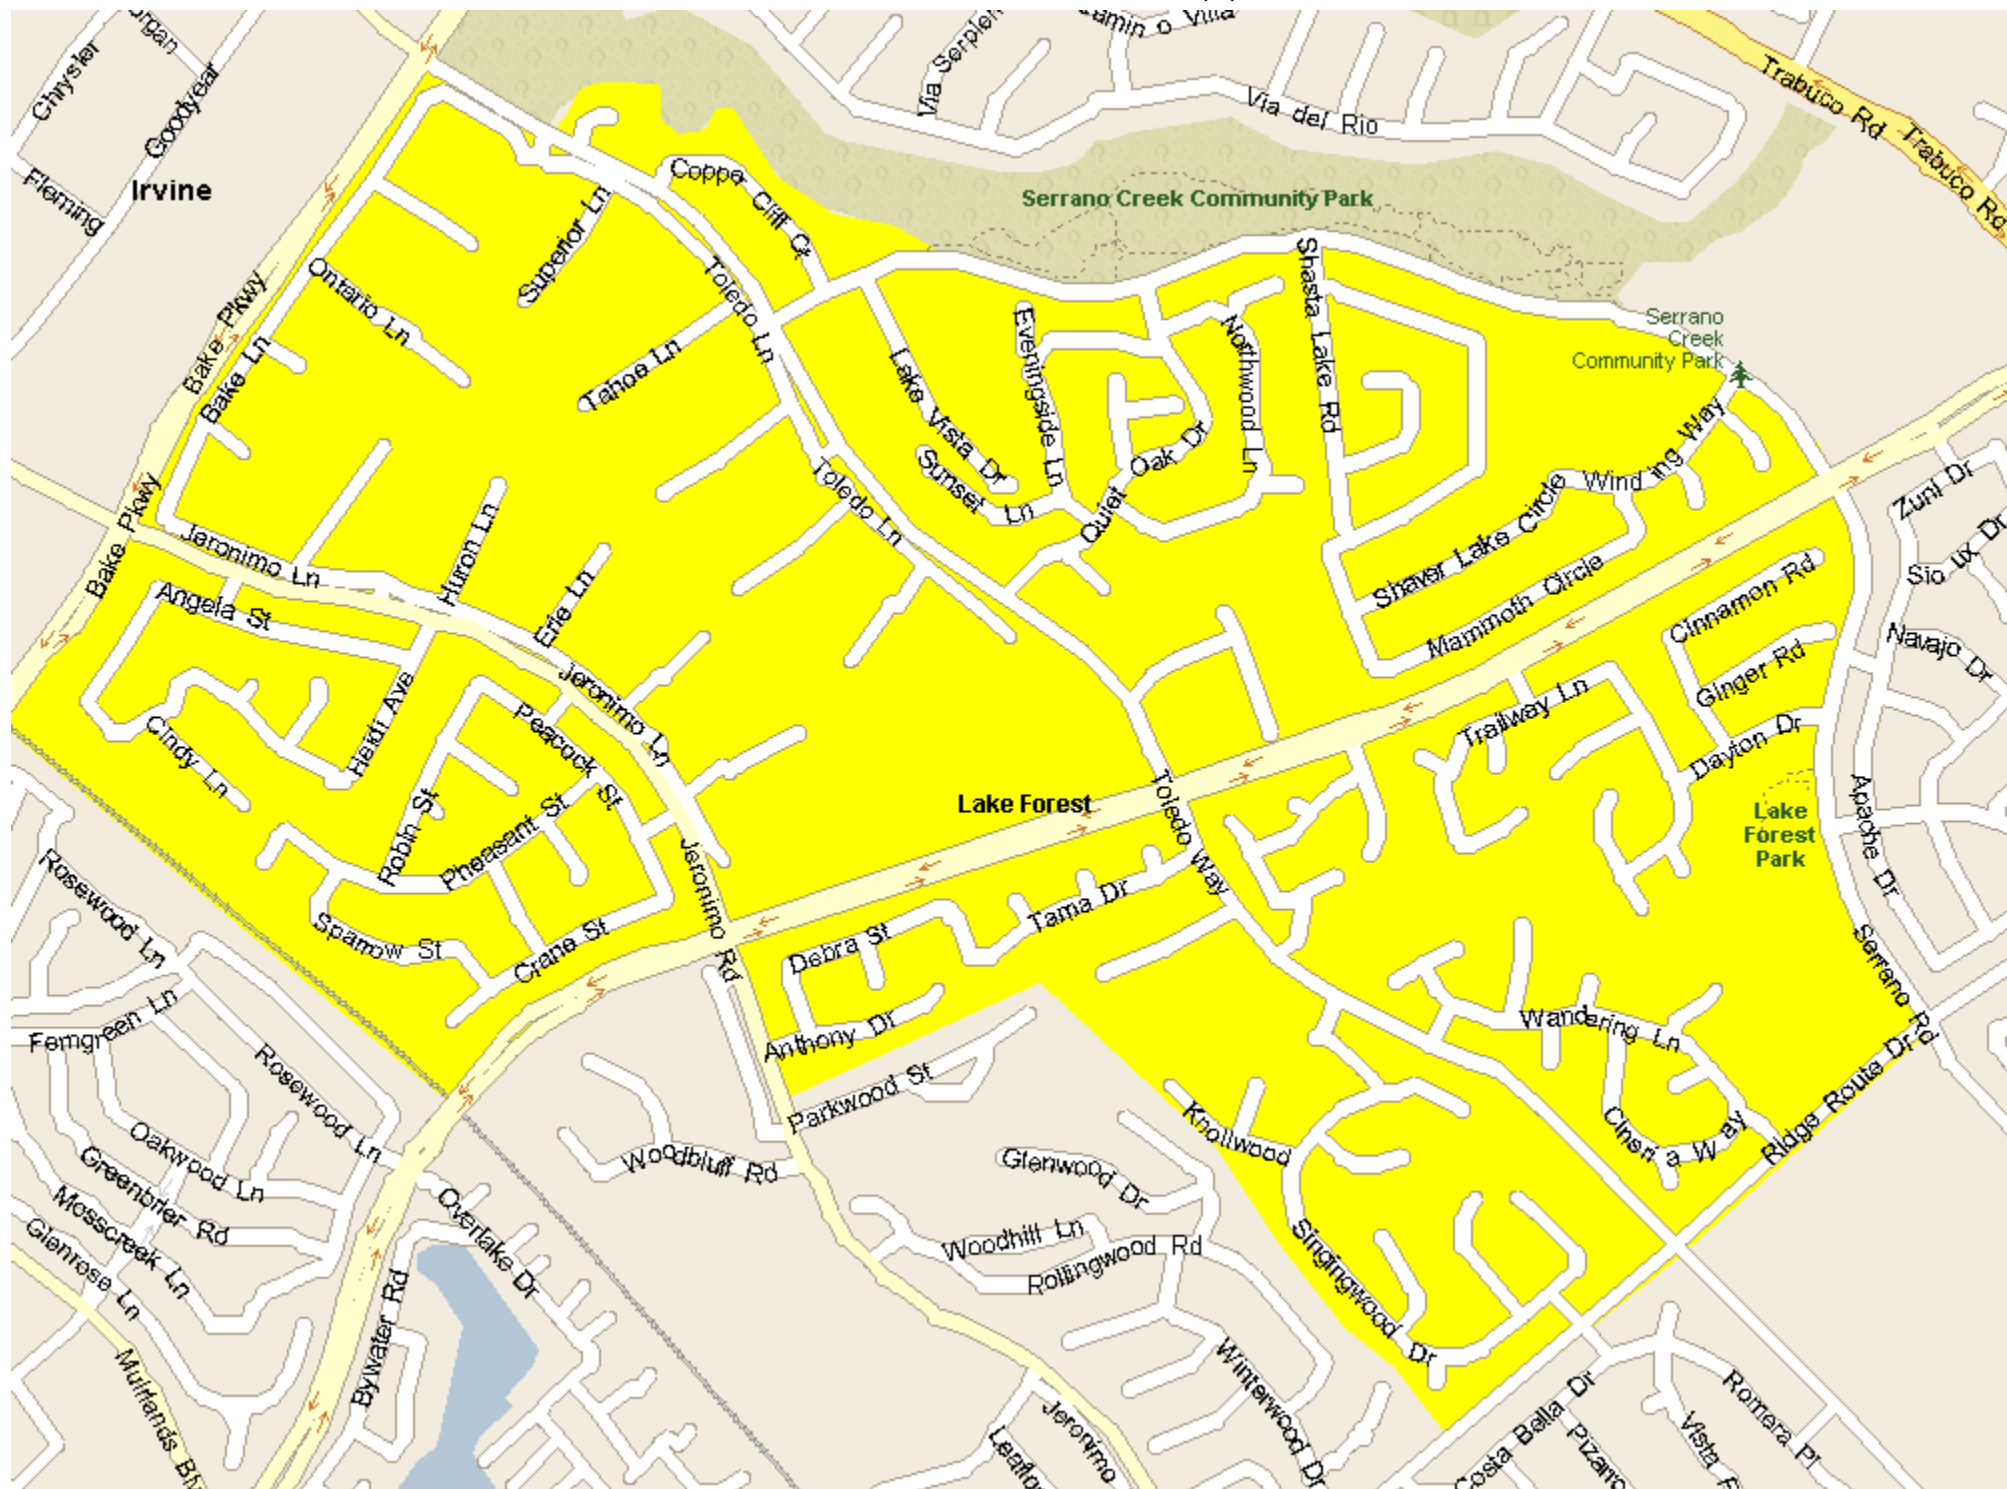 Chrysler
Goodyear
Fleming
Irvine
Via Serplen
Via del Rio
Trabuco Rd
Trabuco Rd
Serrano Creek Community Park
Serrano
Creek
Community Park
Superior Ln
Cliff Ct
Toledo Ln
Ontario Ln
Tahoe Ln
Bake Pkwy
Bake Ln
Bake Pkwy
Lake Vista Dr
Sunset Ln
Eveningside Ln
Northwood Ln
Quiet Oak Dr
Shasta Lake Rd
Winding Way
Shaver Lake Circle
Mammoth Circle
Toledo Ln
Jeronimo Ln
Huron Ln
Erie Ln
Angela St
Heidi Ave
Cindy Ln
Jeronimo Ln
Peacock St
Robin St
Pheasant St
Sparrow St
Crane St
Jeronimo Rd
Lake Forest
Toledo Way
Zuni Dr
Sioux Dr
Navajo Dr
Cinnamon Rd
Ginger Rd
Trailway Ln
Dayton Dr
Lake
Forest
Park
Apache Dr
Serrano Rd
Debra St
Tama Dr
Anthony Dr
Parkwood St
Wandering Ln
Ridge Route Dr
Knollwood
Singingwood Dr
Rosewood Ln
Ferngreen Ln
Rosewood Ln
Oakwood Ln
Greenbrier Rd
Mosscreek Ln
Glenrose Ln
Muirlands Blv
Overlake Dr
Bywater Rd
Woodbluff Rd
Glenwood Dr
Woodhill Ln
Rollingwood Rd
Winterwood Dr
Jeronimo
Costa Bella Dr
Pizarro
Vista
Romera Pl